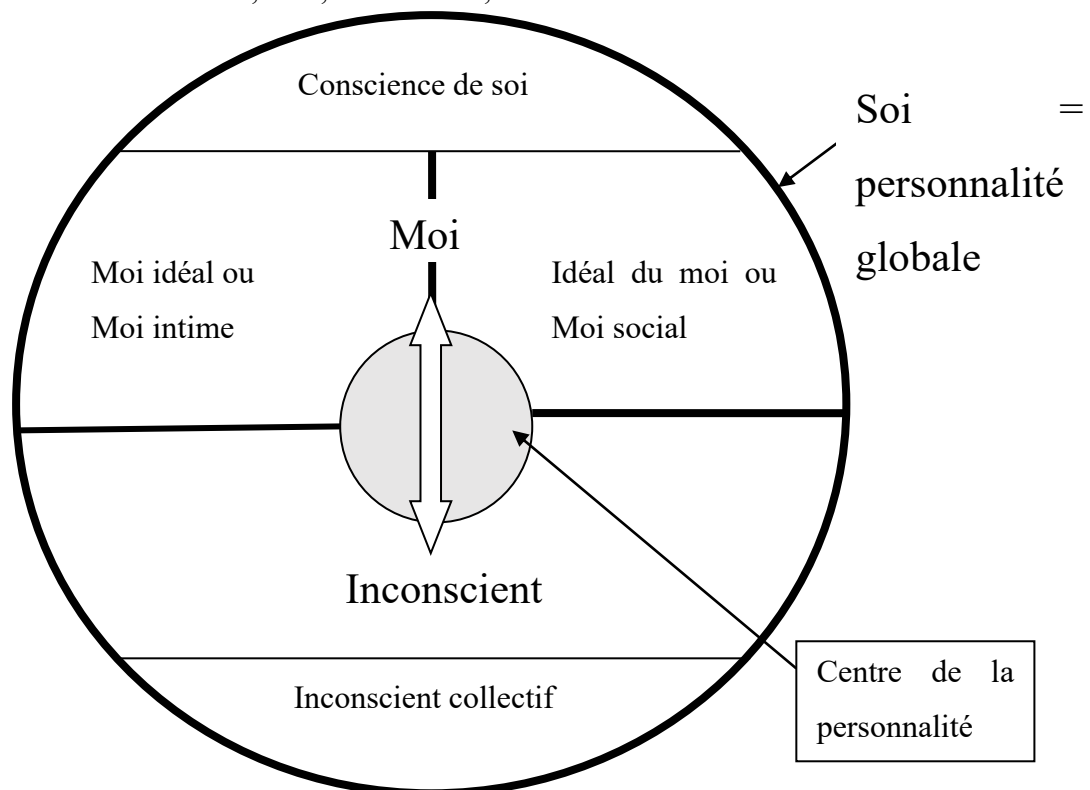 Conscience de soi
Soi =
personnalité
globale
Moi
Moi idéal ou
Moi intime
Idéal du moi ou
Moi social
Inconscient
Inconscient collectif
Centre de la
personnalité